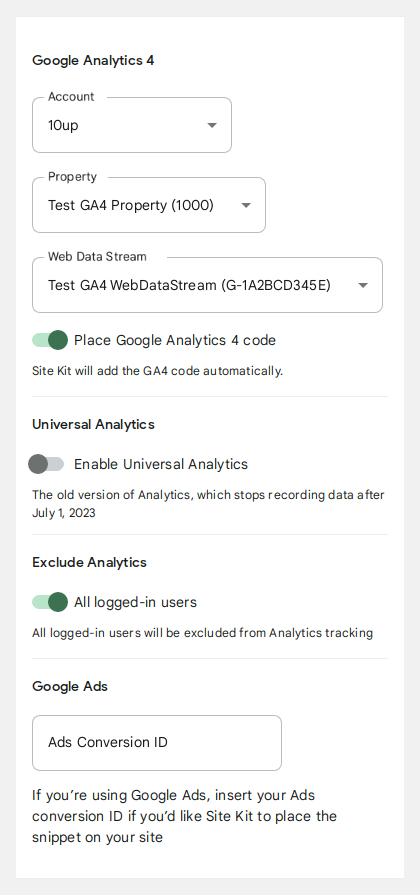 Google Analytics 4
Account
10up
Property
Test GA4 Property (1000)
Web Data Stream
Test GA4 WebDataStream (G-1A2BCD345E)
Place Google Analytics 4 code
Site Kit will add the GA4 code automatically.
Universal Analytics
Enable Universal Analytics
The old version of Analytics, which stops recording data after
July 1, 2023
Exclude Analytics
All logged-in users
All logged-in users will be excluded from Analytics tracking
Google Ads
Ads Conversion ID
If you’re using Google Ads, insert your Ads
conversion ID if you’d like Site Kit to place the
snippet on your site